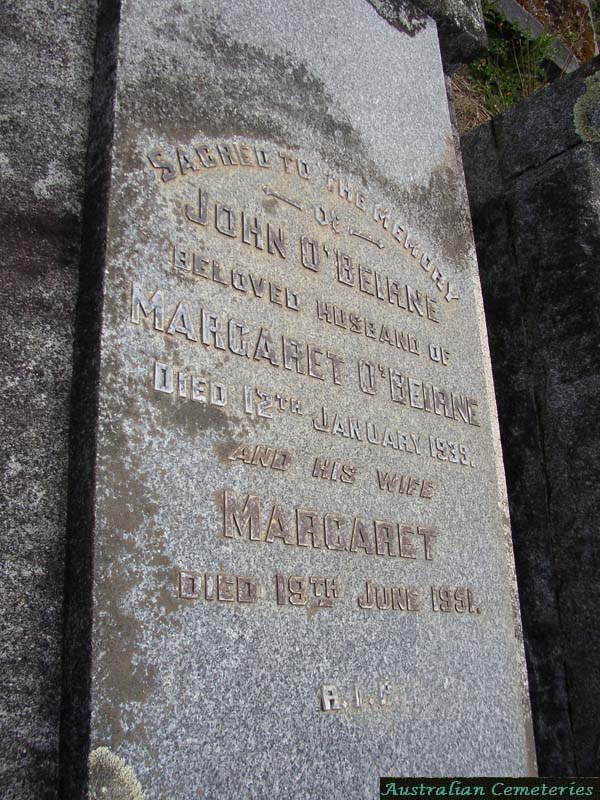 SACRED TO THE MEMORY
OF
JOHN O'BEIRNE
BELOVED HUSBAND OF
MARGARET O'BEIRNE
DIED 12TH JANUARY 1939.
AND HIS WIFE
MARGARET
DIED 19TH JUNE 1951.
R.I.P.
Australian Cemeteries